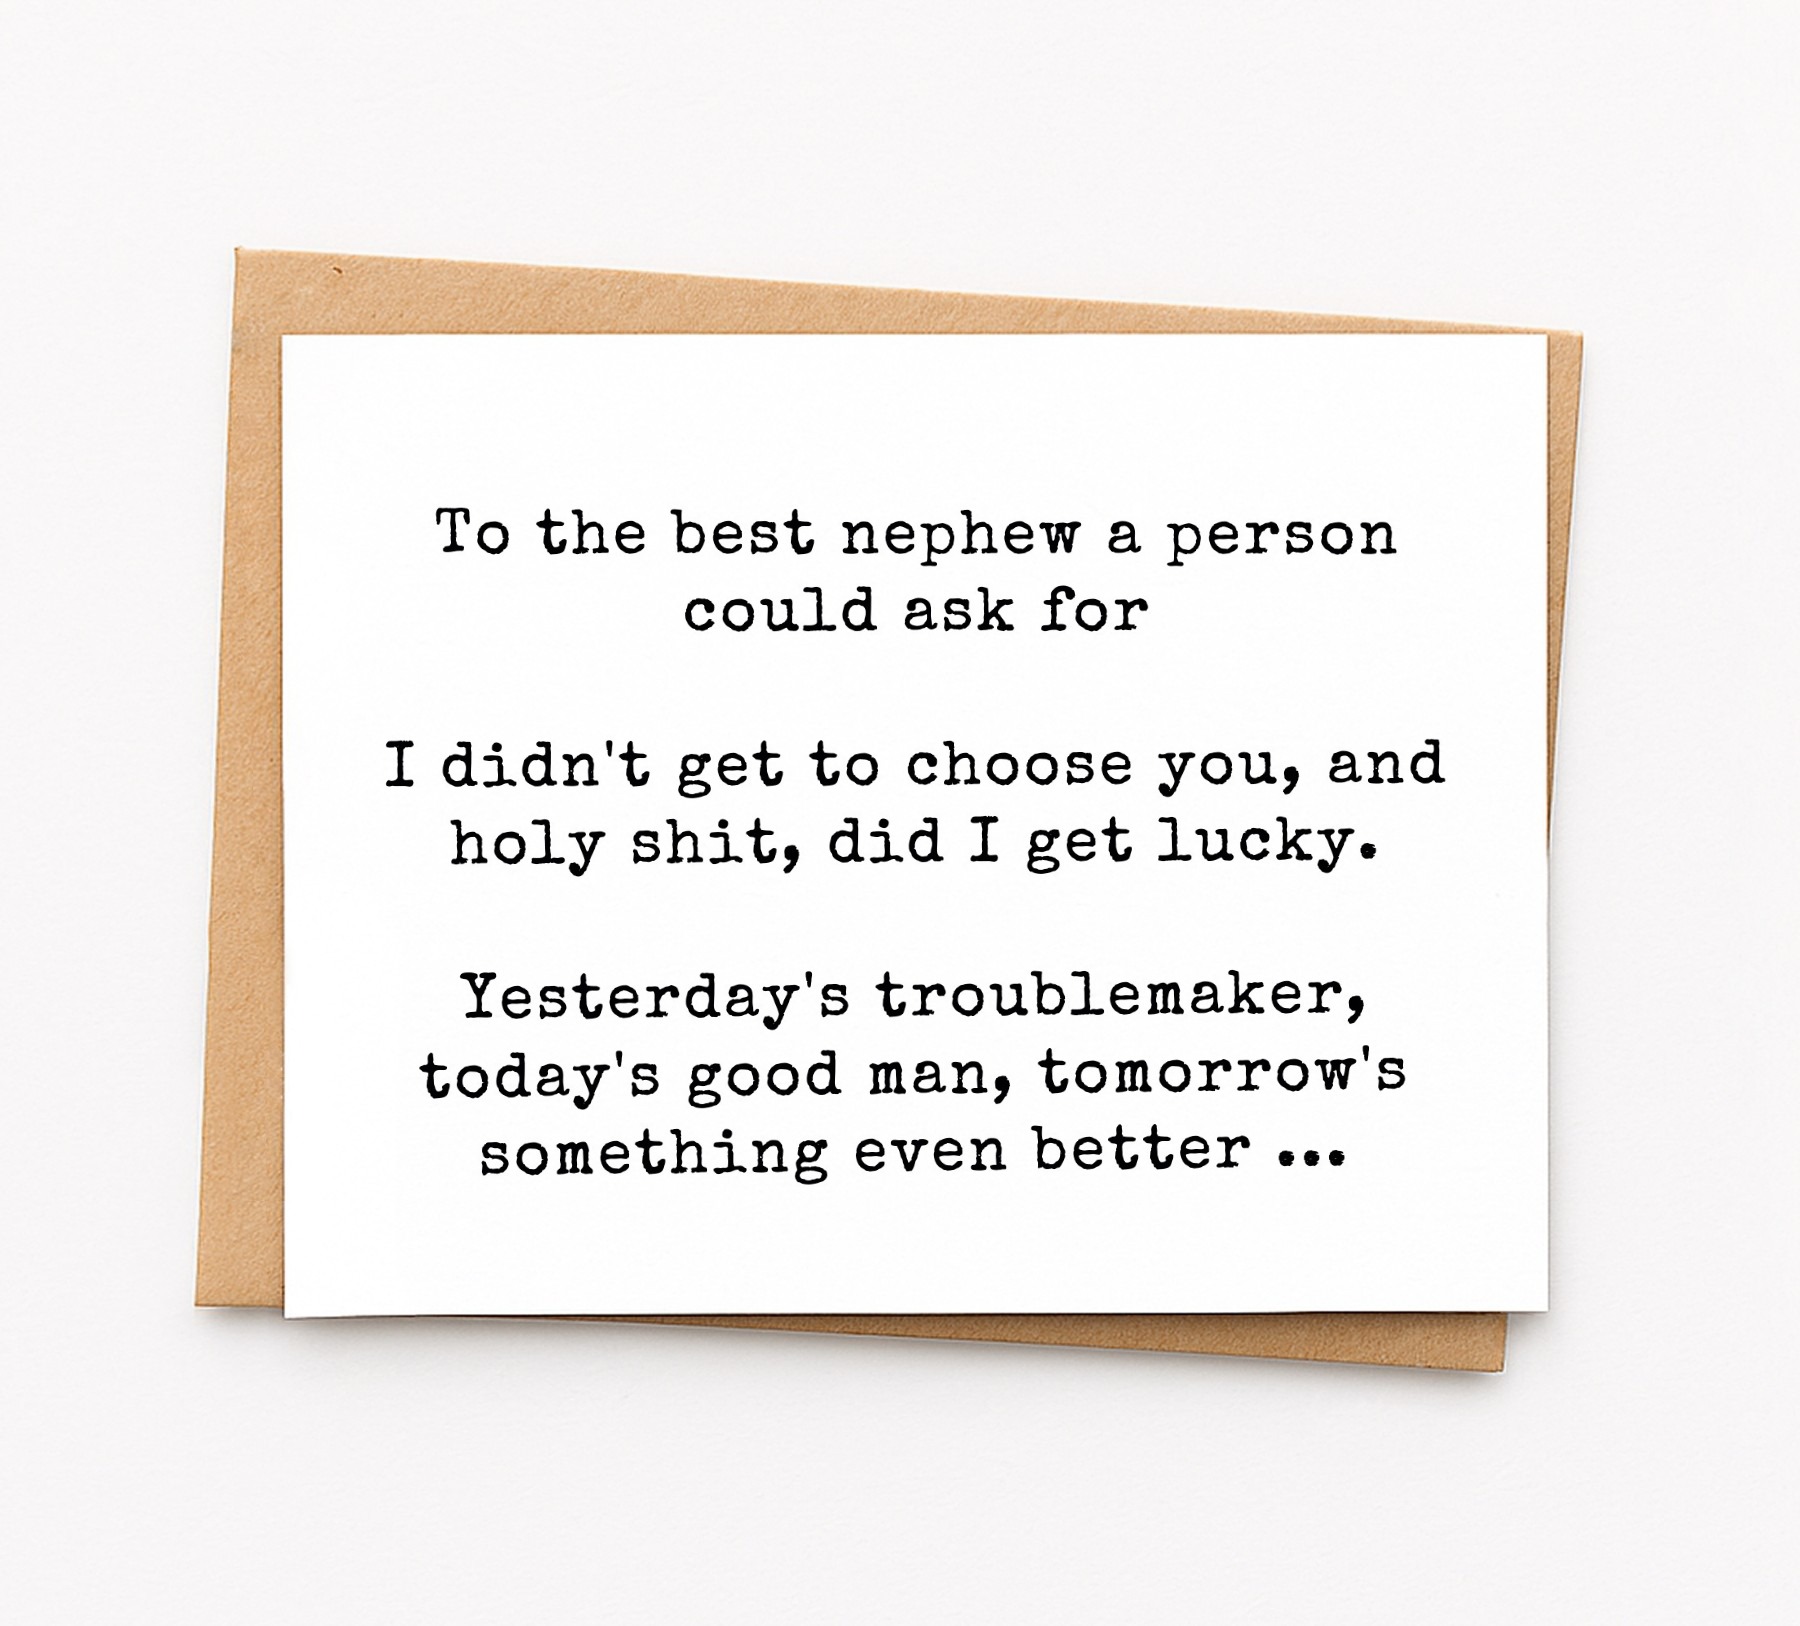 To the best nephew a person
could ask for
I didn't get to choose you, and
holy shit, did I get lucky.
Yesterday's troublemaker,
today's good man, tomorrow's
something even better ...